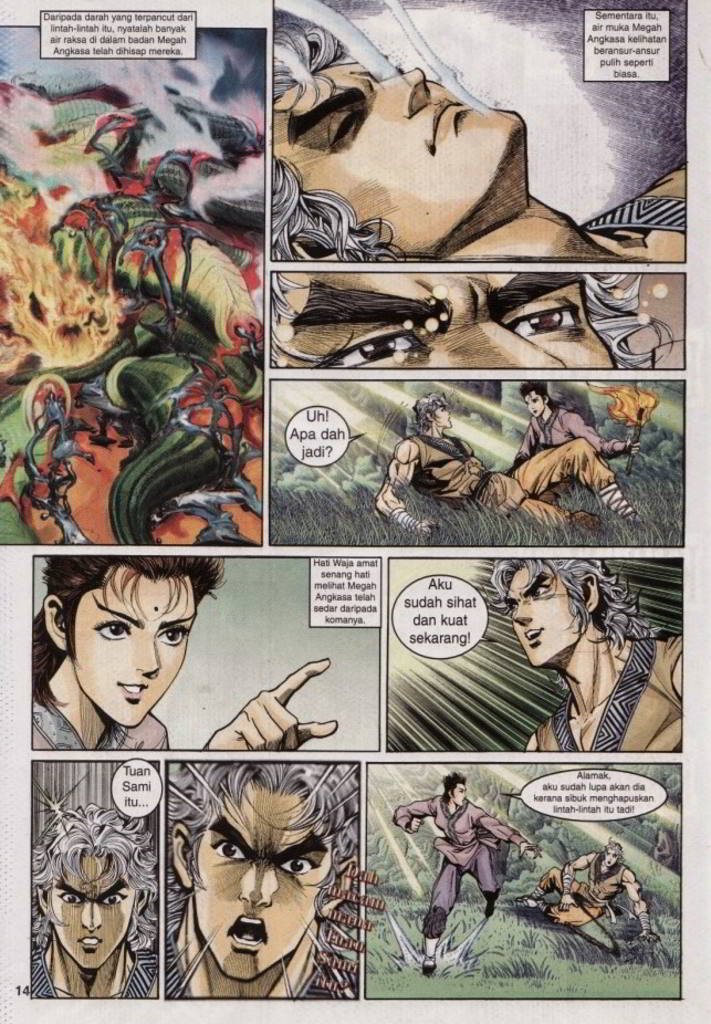 Daripada darah yang terpancut dari
lintah-lintah itu, nyatalah banyak
air raksa di dalam badan Megah
Angkasa telah dihisap mereka.
Sementara itu,
air muka Megah
Angkasa kelihatan
beransur-ansur
pulih seperti
biasa.
Uh!
Apa dah
jadi?
Hati Waja amat
senang hati
melihat Megah
Angkasa telah
sedar daripada
komanya.
Aku
sudah sihat
dan kuat
sekarang!
Tuan
Sami
itu...
Alamak,
aku sudah lupa akan dia
kerana sibuk menghapuskan
lintah-lintah itu tadi!
14